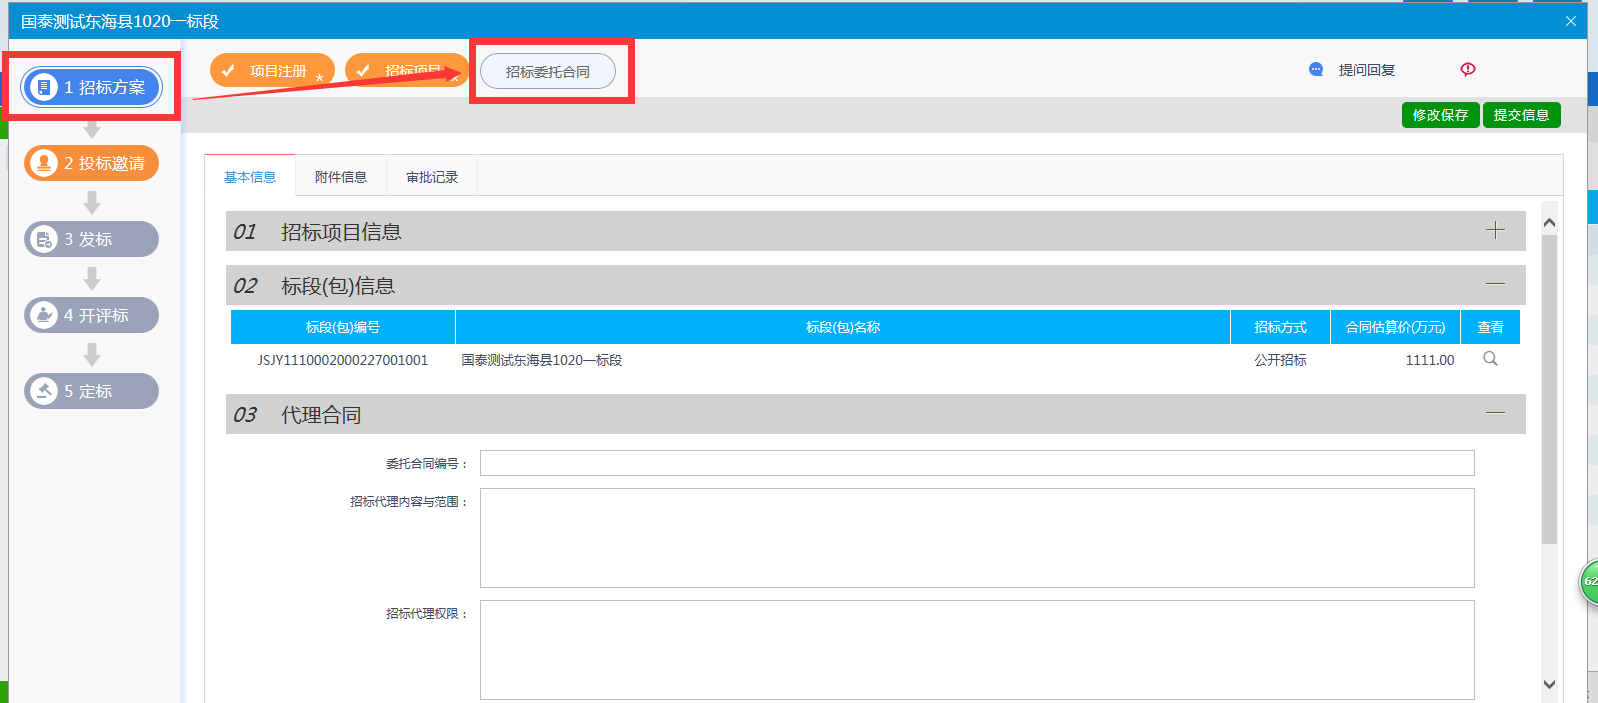 国泰测试东海县1020一标段
1 招标方案
2 投标邀请
3 发标
4 开评标
5 定标
项目注册 *
招标项目 *
招标委托合同
提问回复
修改保存
提交信息
基本信息
附件信息
审批记录
01 招标项目信息
02 标段(包)信息
标段(包)编号 标段(包)名称 招标方式 合同估算价(万元) 查看
JSJY1110002000227001001 国泰测试东海县1020一标段 公开招标 1111.00
03 代理合同
委托合同编号：
招标代理内容与范围：
招标代理权限：
62